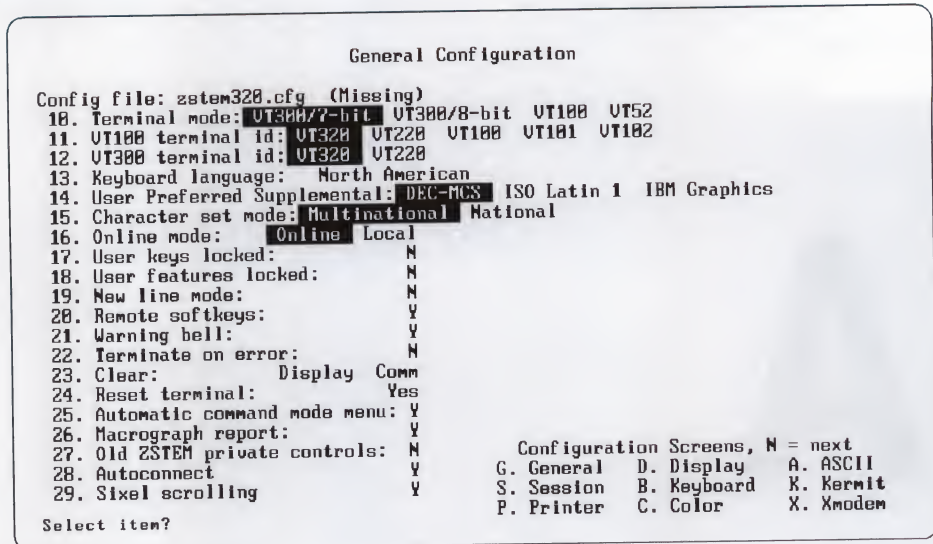 General Configuration
Config file: zstem320.cfg (Missing)
10. Terminal mode: VT300/7-bit VT300/8-bit VT100 VT52
11. VT100 terminal id: VT320 VT220 VT100 VT101 VT102
12. VT300 terminal id: VT320 VT220
13. Keyboard language: North American
14. User Preferred Supplemental: DEC-MCS ISO Latin 1 IBM Graphics
15. Character set mode: Multinational National
16. Online mode: Online Local
17. User keys locked: N
18. User features locked: N
19. New line mode: N
20. Remote softkeys: Y
21. Warning bell: Y
22. Terminate on error: N
23. Clear: Display Comm
24. Reset terminal: Yes
25. Automatic command mode menu: Y
26. Macrograph report: Y
27. Old ZSTEM private controls: N
28. Autoconnect Y
29. Sixel scrolling Y
Configuration Screens, N = next
G. General D. Display A. ASCII
S. Session B. Keyboard K. Kermit
P. Printer C. Color X. Xmodem
Select item?